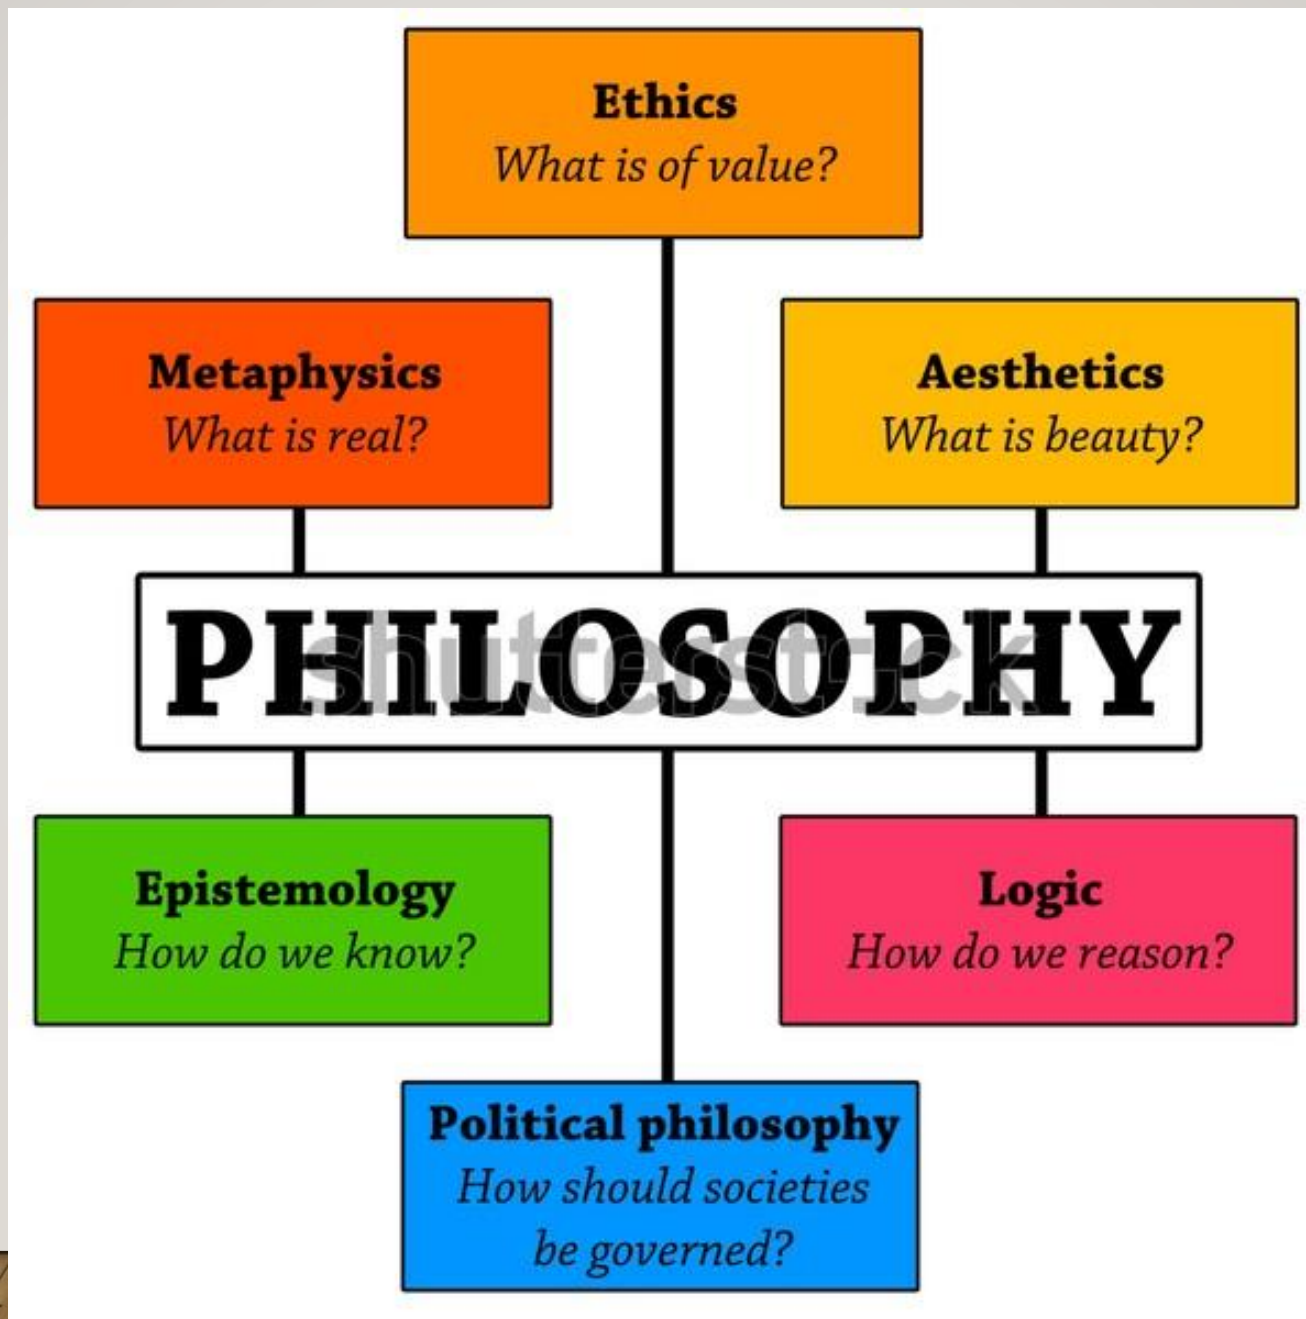 Ethics
What is of value?
Metaphysics
What is real?
Aesthetics
What is beauty?
PHILOSOPHY
shutterstock
Epistemology
How do we know?
Logic
How do we reason?
Political philosophy
How should societies
be governed?